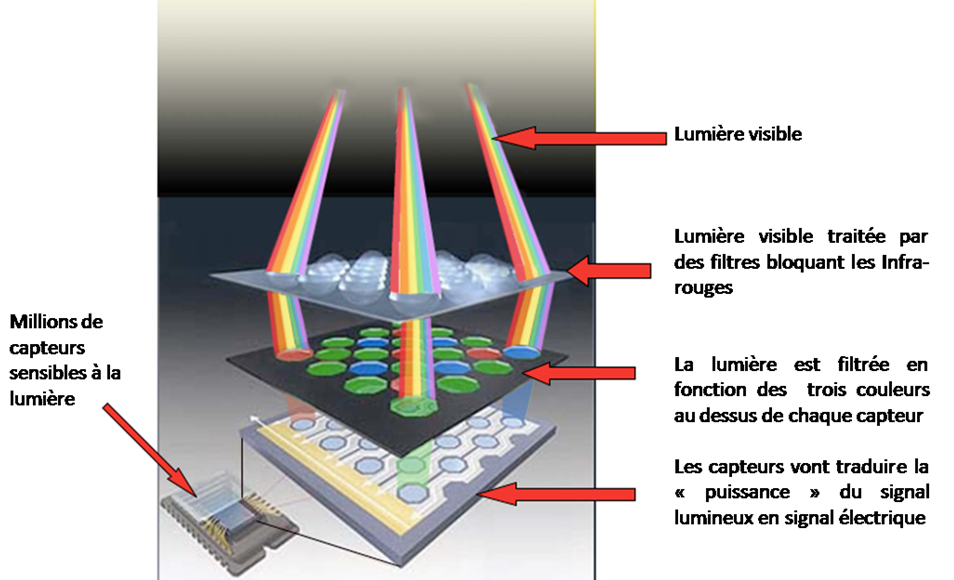 Lumière visible
Lumière visible traitée par
des filtres bloquant les Infra-
rouges
Millions de
capteurs
sensibles à la
lumière
La lumière est filtrée en
fonction des trois couleurs
au dessus de chaque capteur
Les capteurs vont traduire la
« puissance » du signal
lumineux en signal électrique